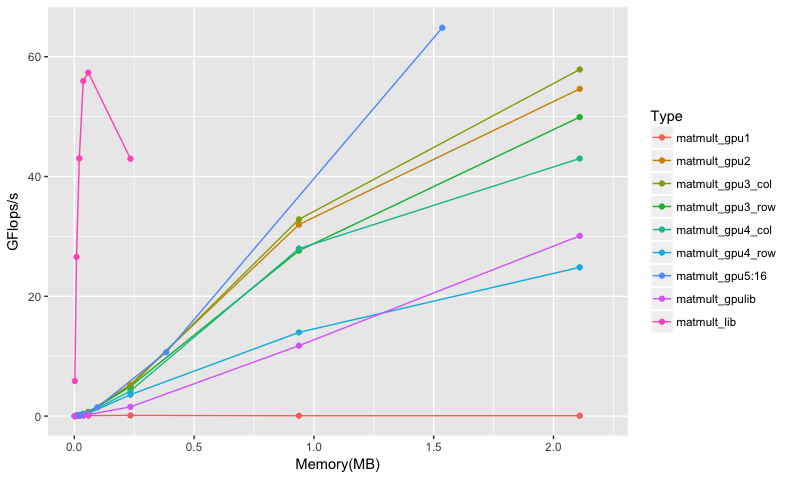 60
40
20
0
GFlops/s
0.0 0.5 1.0 1.5 2.0
Memory(MB)
Type
matmult_gpu1
matmult_gpu2
matmult_gpu3_col
matmult_gpu3_row
matmult_gpu4_col
matmult_gpu4_row
matmult_gpu5:16
matmult_gpulib
matmult_lib